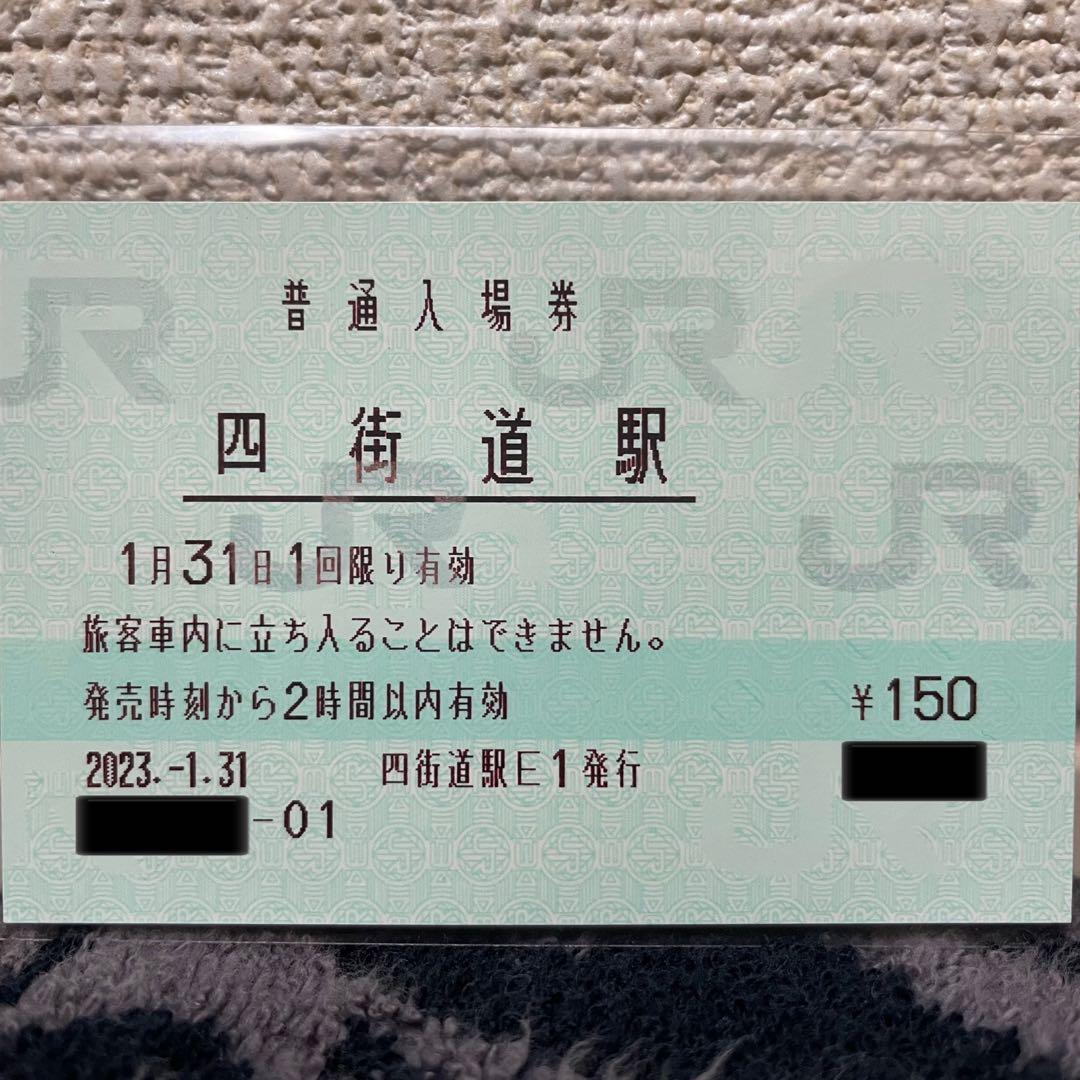 普通入場券
四街道駅
1月31日1回限り有効
旅客車内に立ち入ることはできません。
発売時刻から2時間以内有効 ¥150
2023.-1.31 四街道駅E1発行
-01